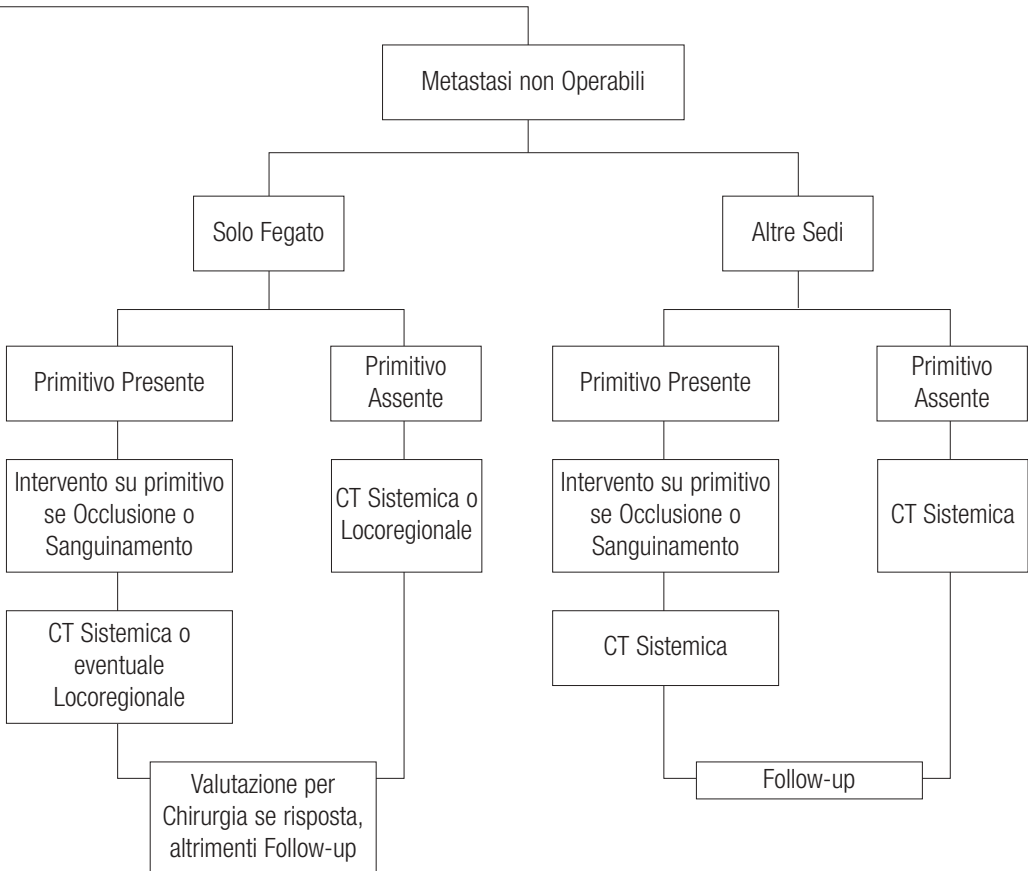 Metastasi non Operabili
Solo Fegato
Altre Sedi
Primitivo Presente
Primitivo
Assente
Primitivo Presente
Primitivo
Assente
Intervento su primitivo
se Occlusione o
Sanguinamento
CT Sistemica o
Locoregionale
Intervento su primitivo
se Occlusione o
Sanguinamento
CT Sistemica
CT Sistemica o
eventuale
Locoregionale
CT Sistemica
Valutazione per
Chirurgia se risposta,
altrimenti Follow-up
Follow-up